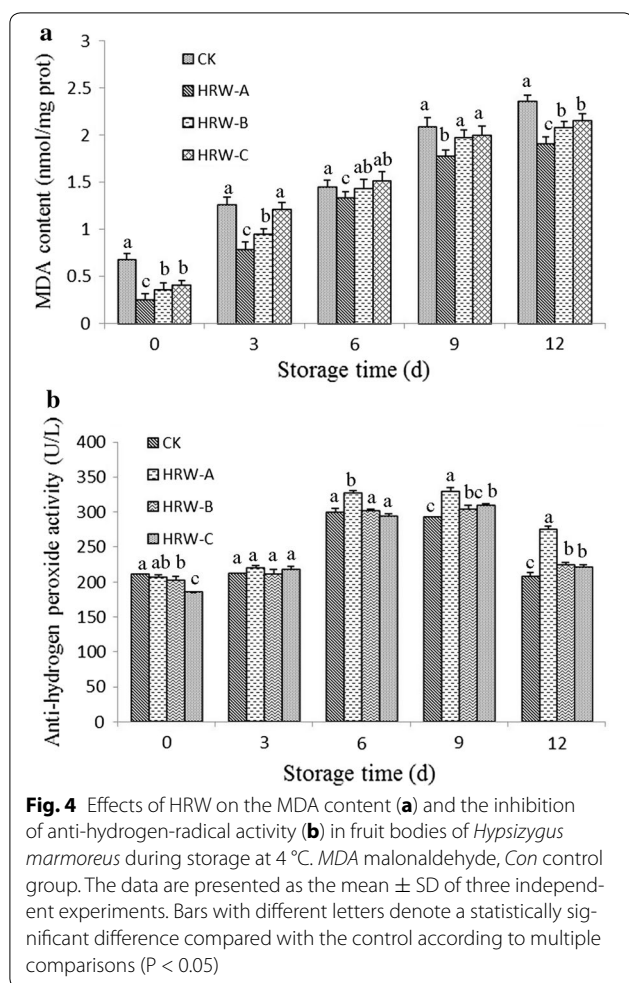 a
MDA content (nmol/mg prot)
3
2.5
2
1.5
1
0.5
0
CK
HRW-A
HRW-B
HRW-C
a c b b
a c b a
a c ab ab
a b a a
a c b b
0 3 6 9 12
Storage time (d)
b
Anti-hydrogen peroxide activity (U/L)
400
350
300
250
200
150
100
50
0
CK
HRW-A
HRW-B
HRW-C
a ab b c
a a a a
a b a a
c a bc b
c a b b
0 3 6 9 12
Storage time (d)
Fig. 4 Effects of HRW on the MDA content (a) and the inhibition
of anti-hydrogen-radical activity (b) in fruit bodies of Hypsizygus
marmoreus during storage at 4 °C. MDA malonaldehyde, Con control
group. The data are presented as the mean ± SD of three independ-
ent experiments. Bars with different letters denote a statistically sig-
nificant difference compared with the control according to multiple
comparisons (P < 0.05)